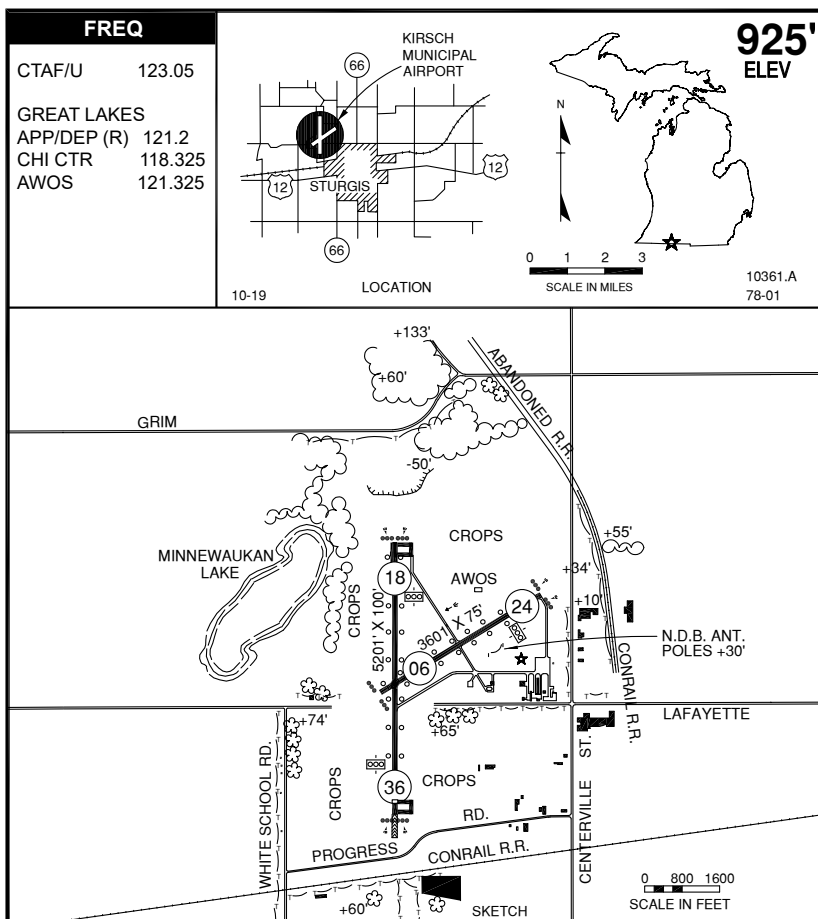 FREQ
CTAF/U 123.05
GREAT LAKES
APP/DEP (R) 121.2
CHI CTR 118.325
AWOS 121.325
KIRSCH
MUNICIPAL
AIRPORT
66
12
STURGIS
12
66
LOCATION
10-19
925'
ELEV
N
0 1 2 3
SCALE IN MILES
10361.A
78-01
+133'
+60'
ABANDONED R.R.
GRIM
-50'
CROPS
+55'
MINNEWAUKAN
LAKE
18
AWOS
+34'
CROPS
5201' X 100'
3601' X 75'
24
+10'
N.D.B. ANT.
POLES +30'
06
CONRAIL R.R.
+74'
+65'
LAFAYETTE
WHITE SCHOOL RD.
CROPS
36
CROPS
CENTERVILLE ST.
PROGRESS RD.
CONRAIL R.R.
+60'
SKETCH
0 800 1600
SCALE IN FEET